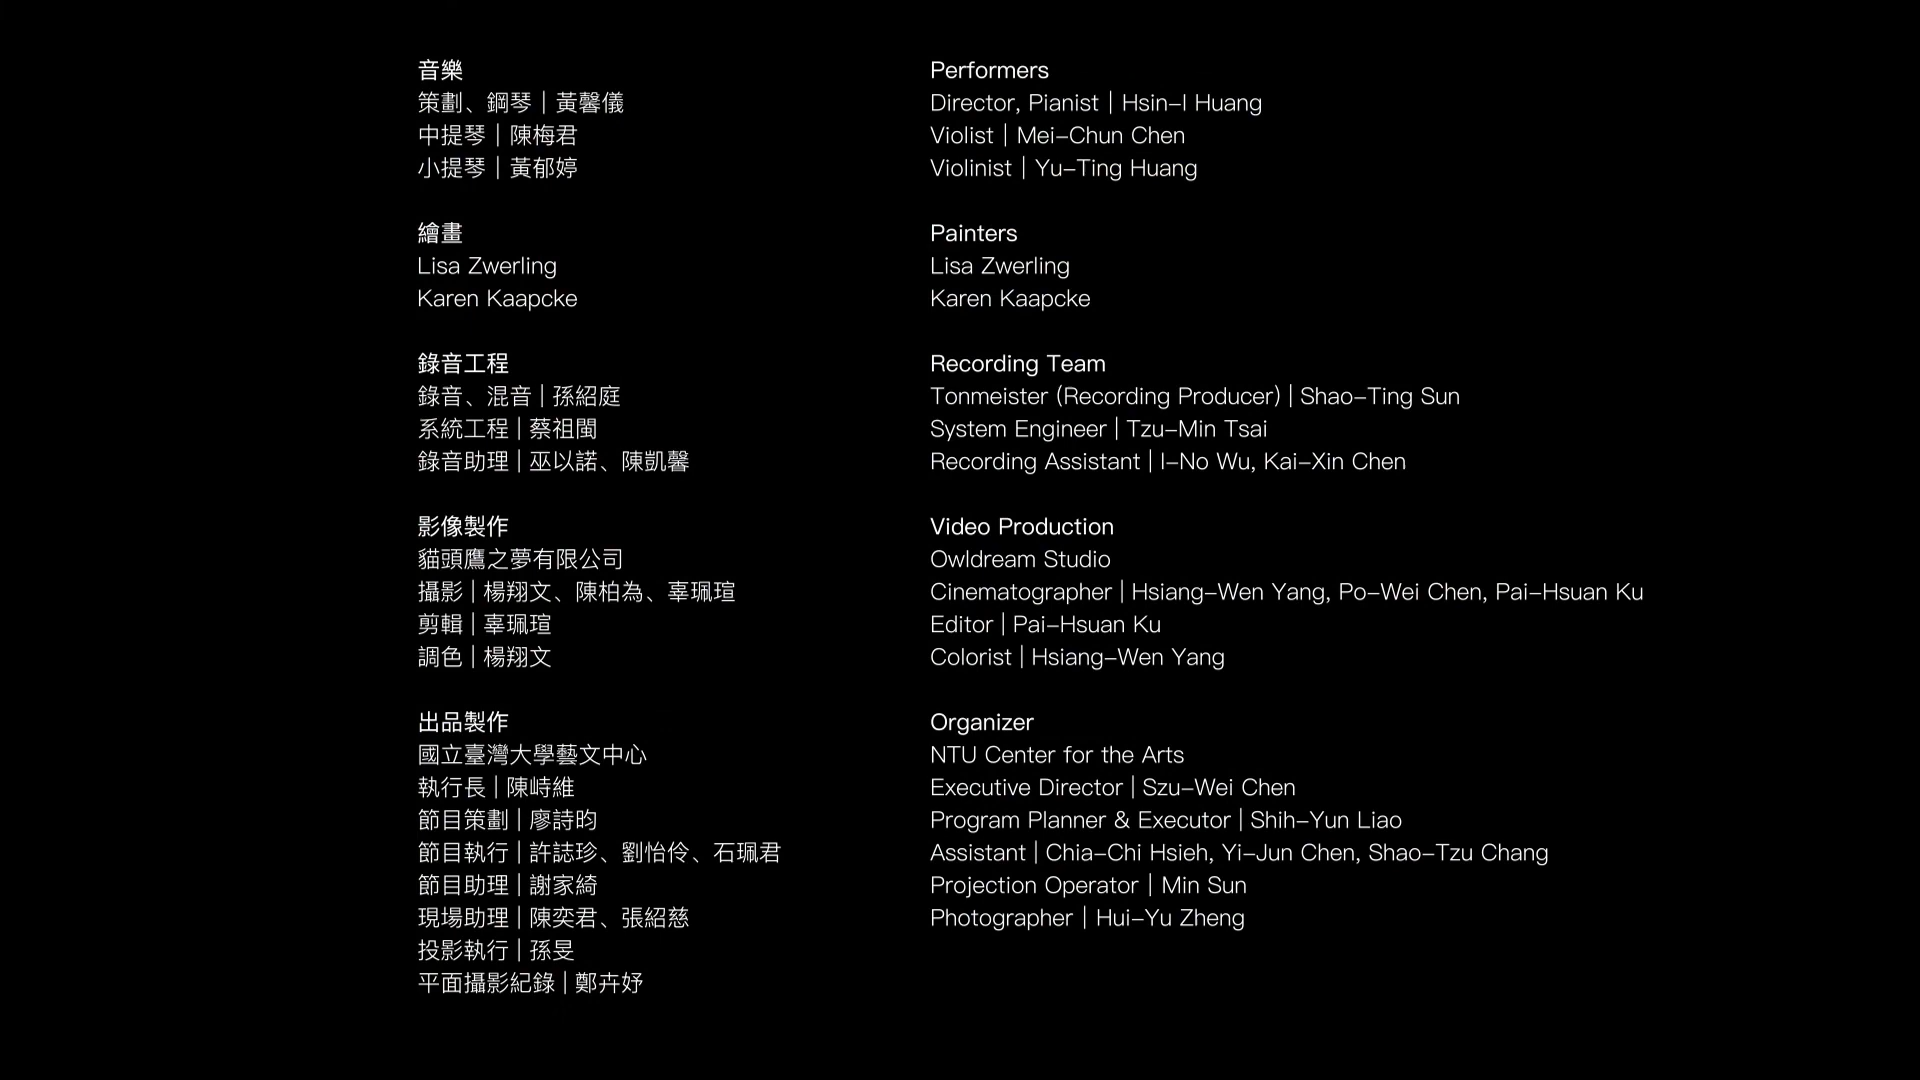 音樂
策劃、鋼琴｜黃馨儀
中提琴｜陳梅君
小提琴｜黃郁婷
繪畫
Lisa Zwerling
Karen Kaapcke
錄音工程
錄音、混音 | 孫紹庭
系統工程 | 蔡祖閩
錄音助理 | 巫以諾、陳凱馨
影像製作
貓頭鷹之夢有限公司
攝影 | 楊翔文、陳柏為、辜珮瑄
剪輯 | 辜珮瑄
調色 | 楊翔文
出品製作
國立臺灣大學藝文中心
執行長 | 陳峙維
節目策劃 | 廖詩昀
節目執行 | 許誌珍、劉怡伶、石珮君
節目助理 | 謝家綺
現場助理 | 陳奕君、張紹慈
投影執行 | 孫旻
平面攝影紀錄 | 鄭卉妤
Performers
Director, Pianist｜Hsin-I Huang
Violist｜Mei-Chun Chen
Violinist｜Yu-Ting Huang
Painters
Lisa Zwerling
Karen Kaapcke
Recording Team
Tonmeister (Recording Producer) | Shao-Ting Sun
System Engineer | Tzu-Min Tsai
Recording Assistant | I-No Wu, Kai-Xin Chen
Video Production
Owldream Studio
Cinematographer | Hsiang-Wen Yang, Po-Wei Chen, Pai-Hsuan Ku
Editor | Pai-Hsuan Ku
Colorist | Hsiang-Wen Yang
Organizer
NTU Center for the Arts
Executive Director | Szu-Wei Chen
Program Planner & Executor | Shih-Yun Liao
Assistant | Chia-Chi Hsieh, Yi-Jun Chen, Shao-Tzu Chang
Projection Operator｜Min Sun
Photographer｜Hui-Yu Zheng